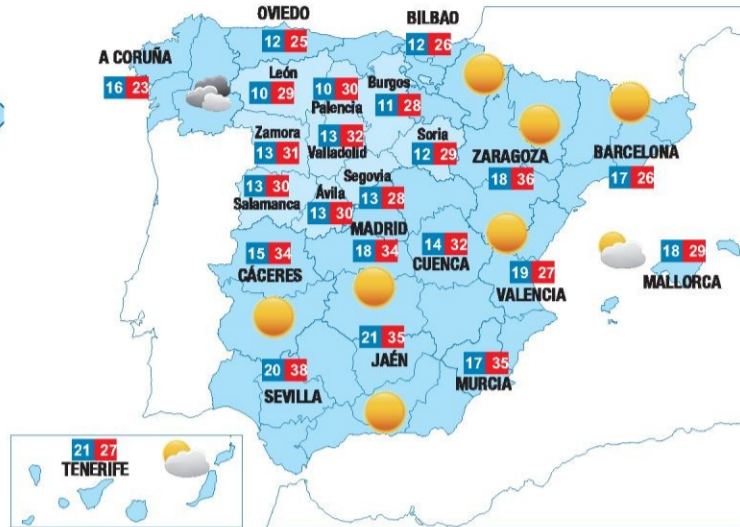 OVIEDO
12 25
BILBAO
12 26
A CORUÑA
16 23
León
10 29
10 30
Palencia
Burgos
11 28
Zamora
13 31
13 32
Valladolid
Soria
12 29
ZARAGOZA
18 36
BARCELONA
17 26
13 30
Salamanca
Ávila
13 30
Segovia
13 28
MADRID
18 34
14 32
CUENCA
15 34
CÁCERES
19 27
VALENCIA
18 29
MALLORCA
21 35
JAÉN
17 35
MURCIA
20 38
SEVILLA
21 27
TENERIFE